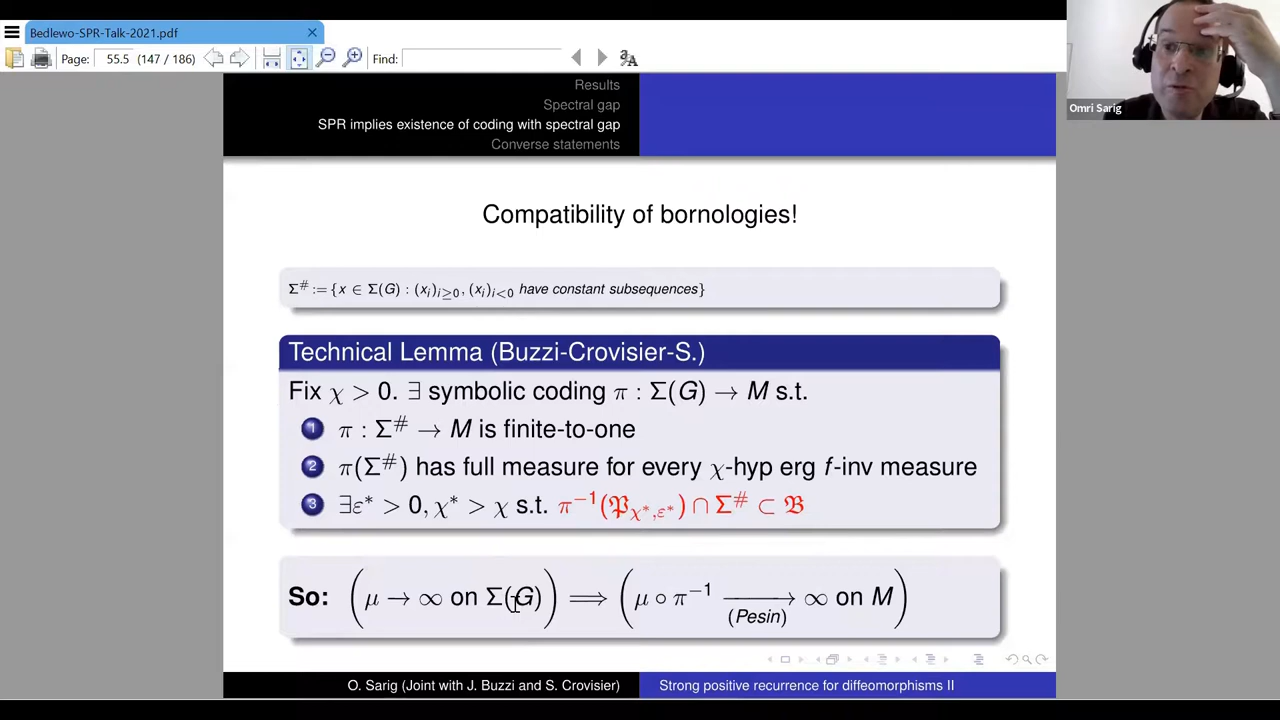 Bedlewo-SPR-Talk-2021.pdf
Page: 55.5 (147 / 186) Find:
Omri Sarig
Results
Spectral gap
SPR implies existence of coding with spectral gap
Converse statements
Compatibility of bornologies!
Σ# := {x ∈ Σ(G) : (xᵢ)ᵢ≥0, (xᵢ)ᵢ<0 have constant subsequences}
Technical Lemma (Buzzi-Crovisier-S.)
Fix χ > 0. ∃ symbolic coding π : Σ(G) → M s.t.
1 π : Σ# → M is finite-to-one
2 π(Σ#) has full measure for every χ-hyp erg f-inv measure
3 ∃ε* > 0, χ* > χ s.t. π⁻¹(𝔓_χ*,ε*) ∩ Σ# ⊂ 𝔅
So: (μ → ∞ on Σ(G)) ⟹ (μ ∘ π⁻¹ →(Pesin) ∞ on M)
O. Sarig (Joint with J. Buzzi and S. Crovisier) Strong positive recurrence for diffeomorphisms II